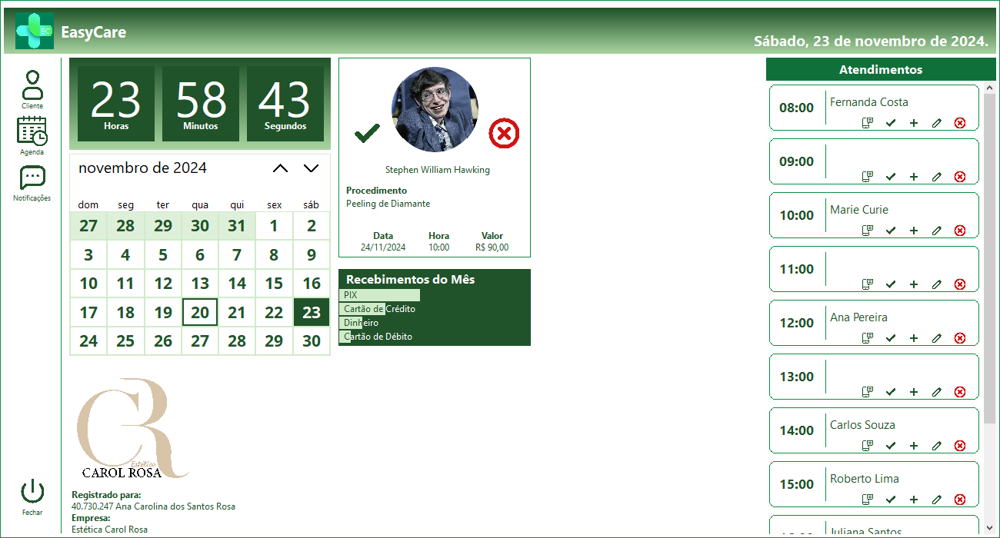 EC
EasyCare
Sábado, 23 de novembro de 2024.
Cliente
Agenda
Notificações
Fechar
23 58 43
Horas Minutos Segundos
novembro de 2024
dom seg ter qua qui sex sáb
27 28 29 30 31 1 2
3 4 5 6 7 8 9
10 11 12 13 14 15 16
17 18 19 20 21 22 23
24 25 26 27 28 29 30
Estética
CAROL ROSA
Registrado para:
40.730.247 Ana Carolina dos Santos Rosa
Empresa:
Estética Carol Rosa
Stephen William Hawking
Procedimento
Peeling de Diamante
Data Hora Valor
24/11/2024 10:00 R$ 90,00
Recebimentos do Mês
PIX
Cartão de Crédito
Dinheiro
Cartão de Débito
Atendimentos
08:00 Fernanda Costa
09:00
10:00 Marie Curie
11:00
12:00 Ana Pereira
13:00
14:00 Carlos Souza
15:00 Roberto Lima
Juliana Santos